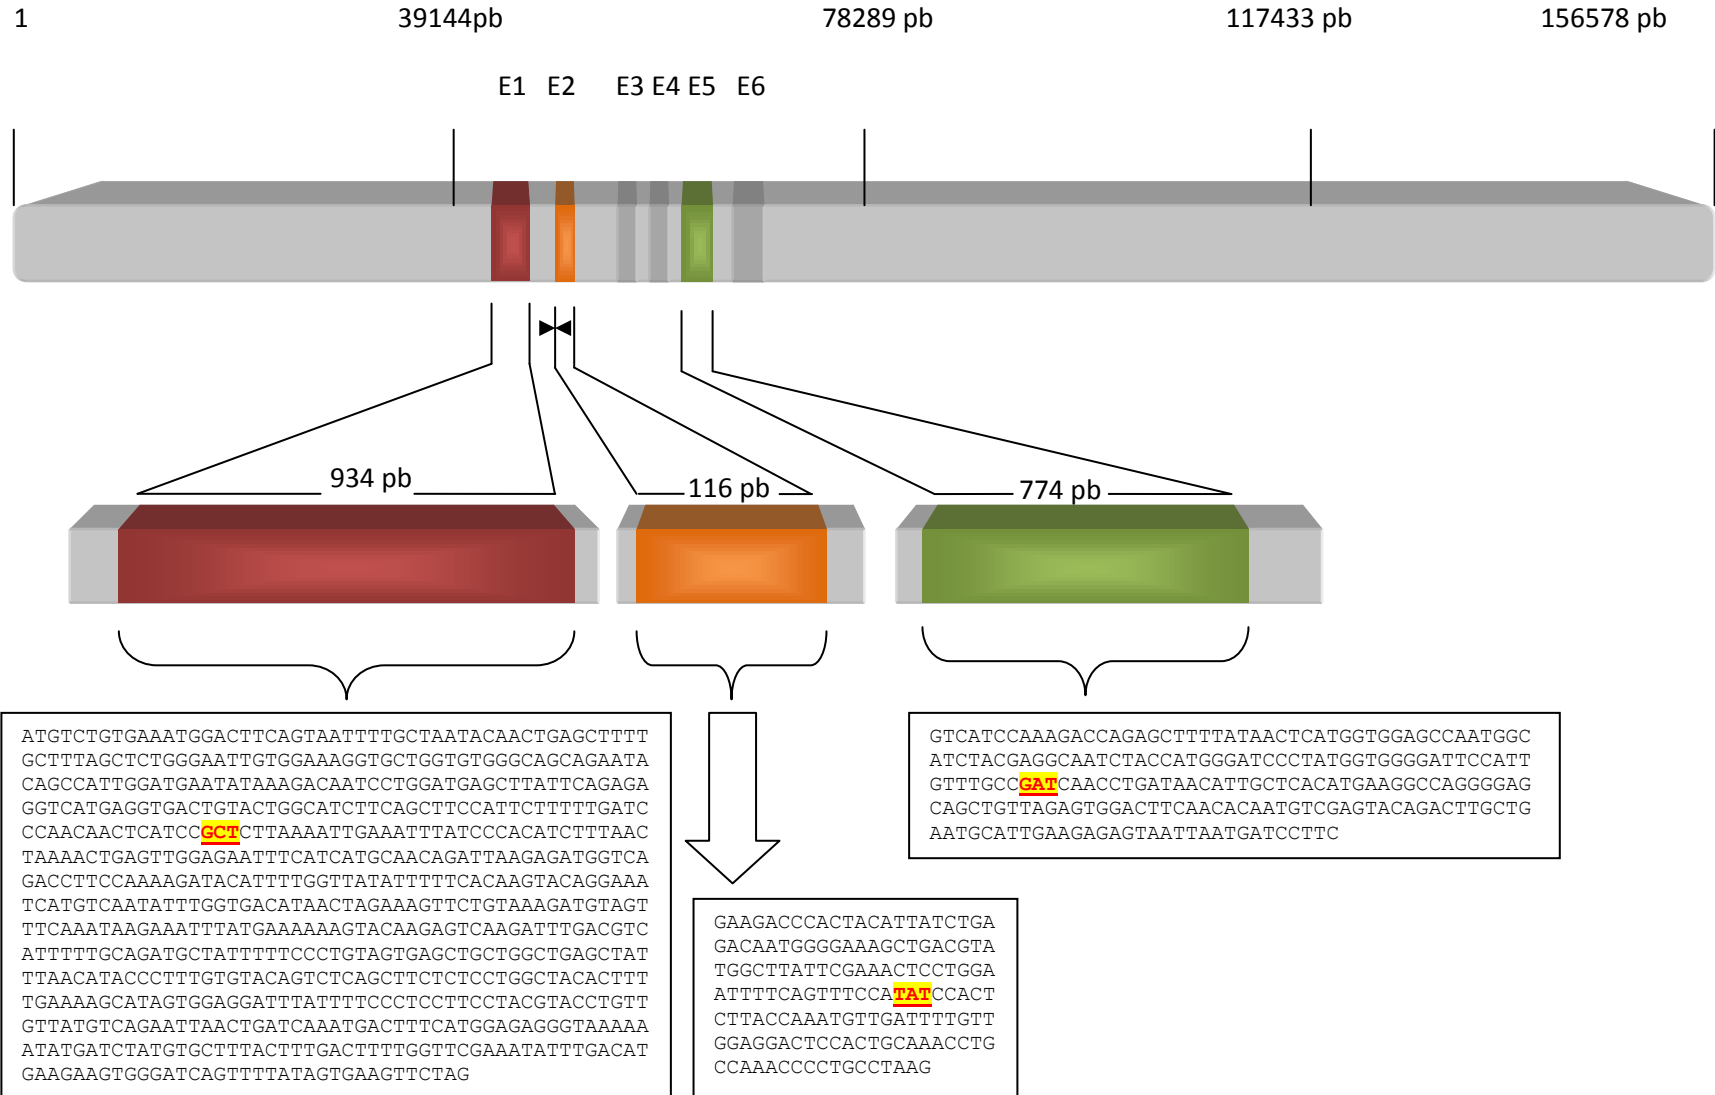 1 39144pb 78289 pb 117433 pb 156578 pb
E1 E2 E3 E4 E5 E6
934 pb 116 pb 774 pb
ATGTCTGTGAAATGGACTTCAGTAATTTTGCTAATACAACTGAGCTTTT
GCTTTAGCTCTGGGAATTGTGGAAAGGTGCTGGTGTGGGCAGCAGAATA
CAGCCATTGGATGAATATAAAGACAATCCTGGATGAGCTTATTCAGAGA
GGTCATGAGGTGACTGTACTGGCATCTTCAGCTTCCATTCTTTTTGATC
CCAACAACTCATCCGCTCTTAAAATTGAAATTTATCCCACATCTTTAAC
TAAAACTGAGTTGGAGAATTTCATCATGCAACAGATTAAGAGATGGTCA
GACCTTCCAAAAGATACATTTTGGTTATATTTTTCACAAGTACAGGAAA
TCATGTCAATATTTGGTGACATAACTAGAAAGTTCTGTAAAGATGTAGT
TTCAAATAAGAAATTTATGAAAAAAGTACAAGAGTCAAGATTTGACGTC
ATTTTTGCAGATGCTATTTTTCCCTGTAGTGAGCTGCTGGCTGAGCTAT
TTAACATACCCTTTGTGTACAGTCTCAGCTTCTCTCCTGGCTACACTTT
TGAAAAGCATAGTGGAGGATTTATTTTCCCTCCTTCCTACGTACCTGTT
GTTATGTCAGAATTAACTGATCAAATGACTTTCATGGAGAGGGTAAAAA
ATATGATCTATGTGCTTTACTTTGACTTTTGGTTCGAAATATTTGACAT
GAAGAAGTGGGATCAGTTTTATAGTGAAGTTCTAG
GAAGACCCACTACATTATCTGA
GACAATGGGGAAAGCTGACGTA
TGGCTTATTCGAAACTCCTGGA
ATTTTCAGTTTCCATATCCACT
CTTACCAAATGTTGATTTTGTT
GGAGGACTCCACTGCAAACCTG
CCAAACCCCTGCCTAAG
GTCATCCAAAGACCAGAGCTTTTATAACTCATGGTGGAGCCAATGGC
ATCTACGAGGCAATCTACCATGGGATCCCTATGGTGGGGATTCCATT
GTTTGCCGATCAACCTGATAACATTGCTCACATGAAGGCCAGGGGAG
CAGCTGTTAGAGTGGACTTCAACACAATGTCGAGTACAGACTTGCTG
AATGCATTGAAGAGAGTAATTAATGATCCTTC